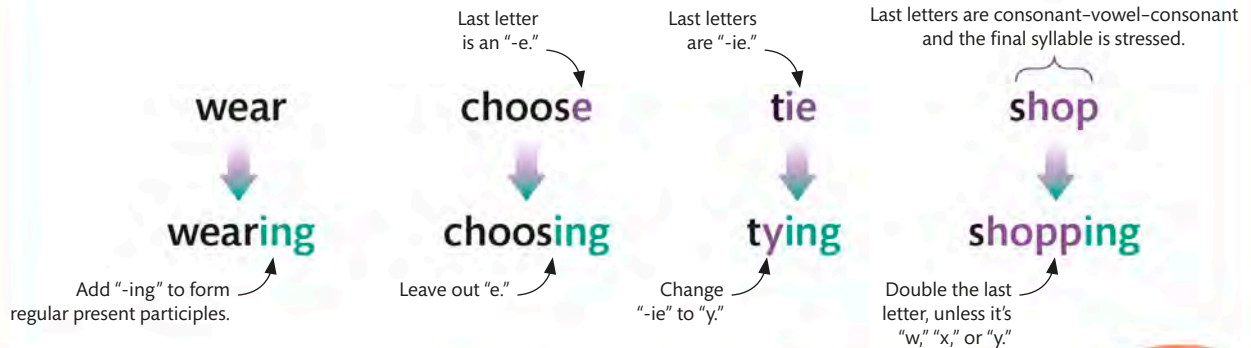 Last letter
is an “-e.”
Last letters
are “-ie.”
Last letters are consonant–vowel–consonant
and the final syllable is stressed.
wear
choose
tie
shop
wearing
choosing
tying
shopping
Add “-ing” to form
regular present participles.
Leave out “e.”
Change
“-ie” to “y.”
Double the last
letter, unless it’s
“w,” “x,” or “y.”